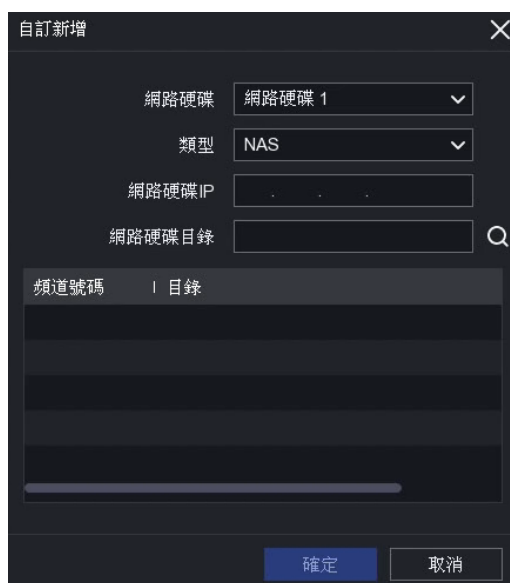 自訂新增
網路硬碟 網路硬碟 1
類型 NAS
網路硬碟IP . . .
網路硬碟目錄
頻道號碼 | 目錄
確定 取消